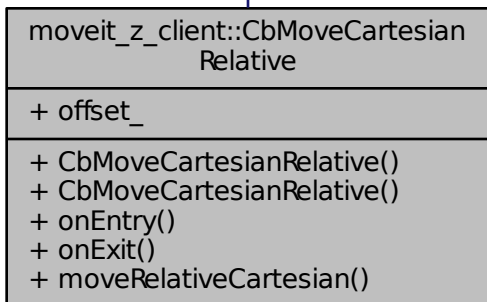 moveit_z_client::CbMoveCartesian
Relative
+ offset_
+ CbMoveCartesianRelative()
+ CbMoveCartesianRelative()
+ onEntry()
+ onExit()
+ moveRelativeCartesian()